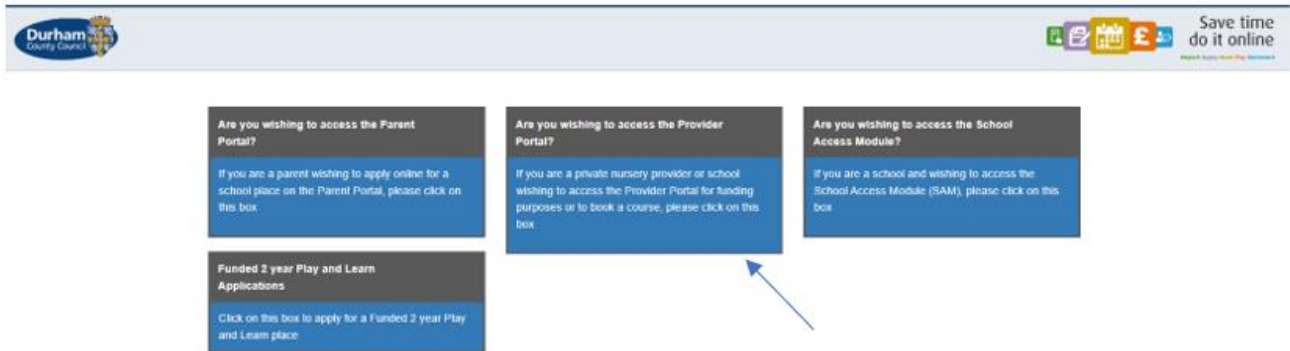 Durham
County Council
Save time
do it online
Are you wishing to access the Parent
Portal?
If you are a parent wishing to apply online for a
school place on the Parent Portal, please click on
this box
Are you wishing to access the Provider
Portal?
If you are a private nursery provider or school
wishing to access the Provider Portal for funding
purposes or to book a course, please click on this
box
Are you wishing to access the School
Access Module?
If you are a school and wishing to access the
School Access Module (SAM), please click on this
box
Funded 2 year Play and Learn
Applications
Click on this box to apply for a Funded 2 year Play
and Learn place